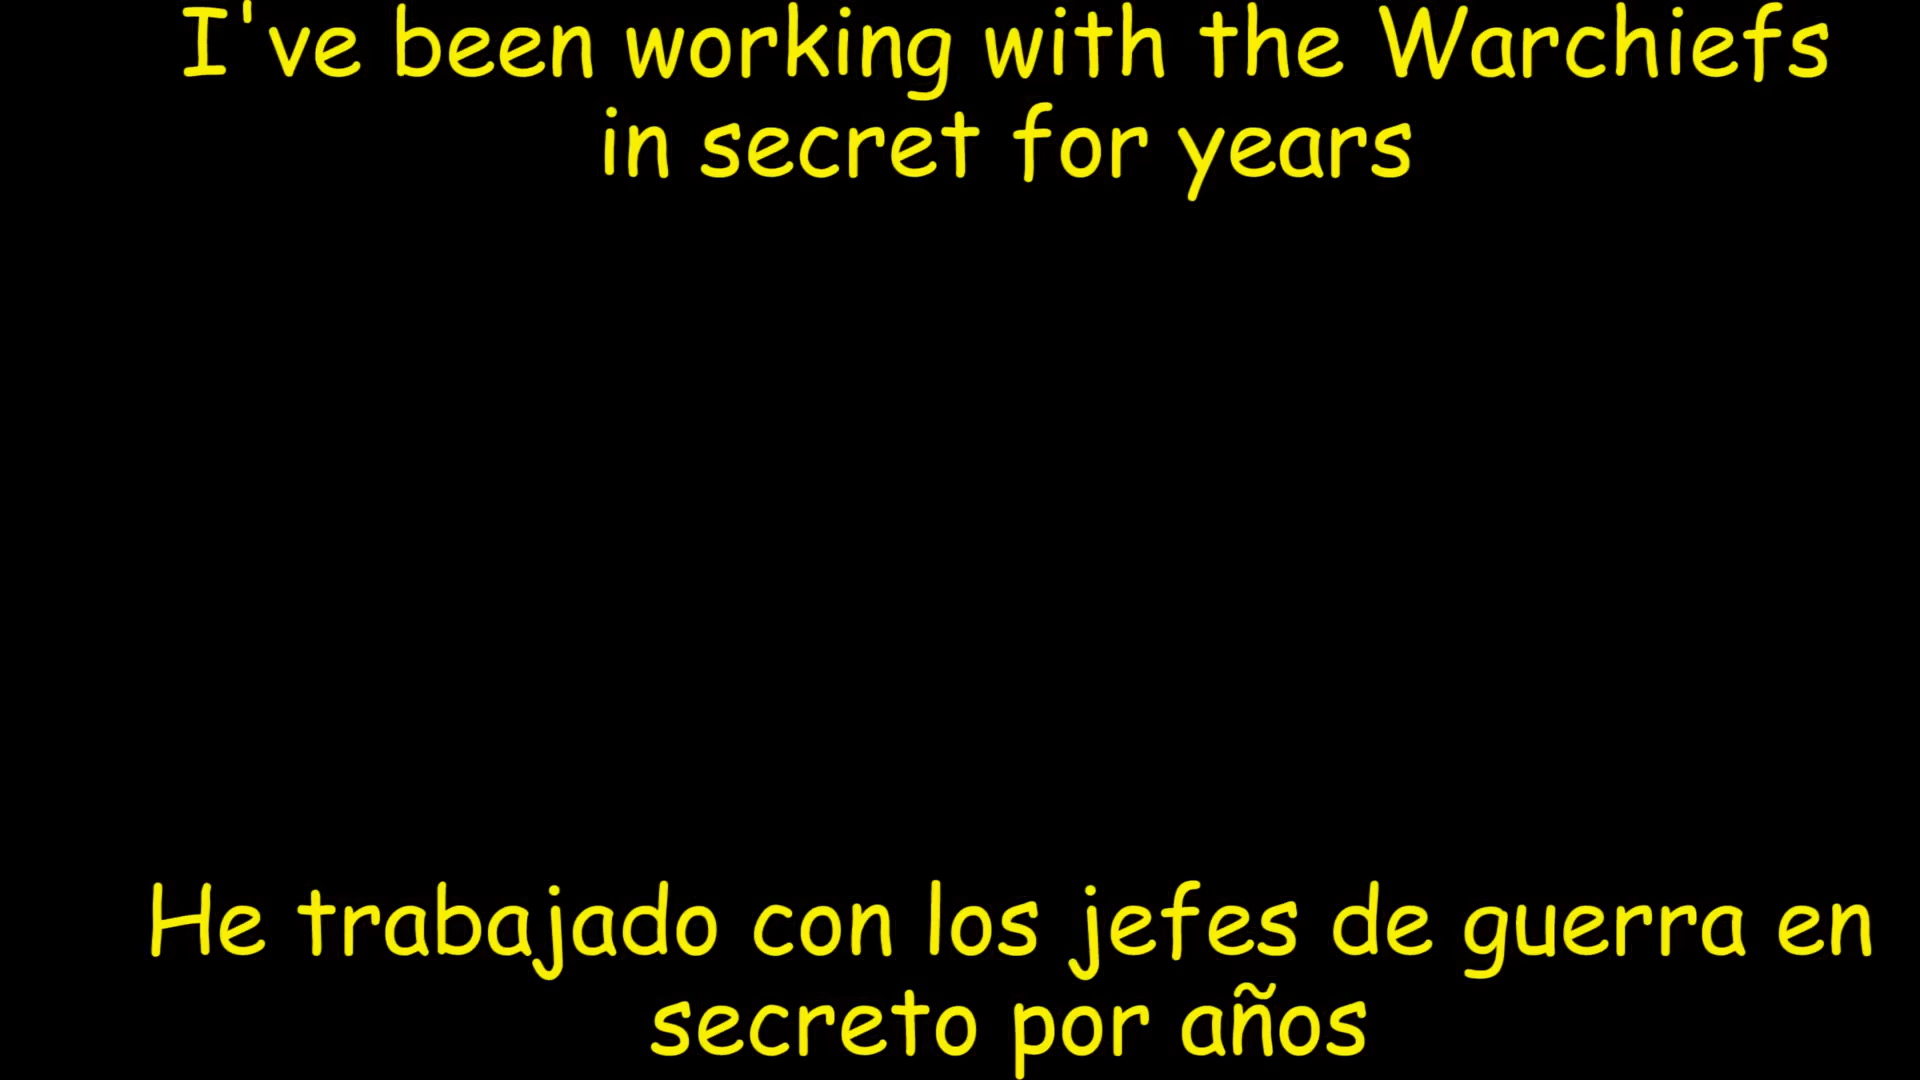 I've been working with the Warchiefs
in secret for years
He trabajado con los jefes de guerra en
secreto por años